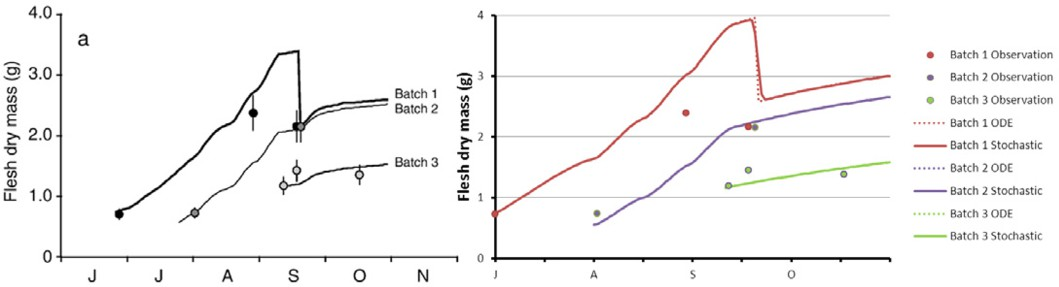 4.0
3.0
2.0
1.0
0
Flesh dry mass (g)
a
Batch 1
Batch 2
Batch 3
J J A S O N
4
3
2
1
0
Flesh dry mass (g)
J A S O
Batch 1 Observation
Batch 2 Observation
Batch 3 Observation
Batch 1 ODE
Batch 1 Stochastic
Batch 2 ODE
Batch 2 Stochastic
Batch 3 ODE
Batch 3 Stochastic